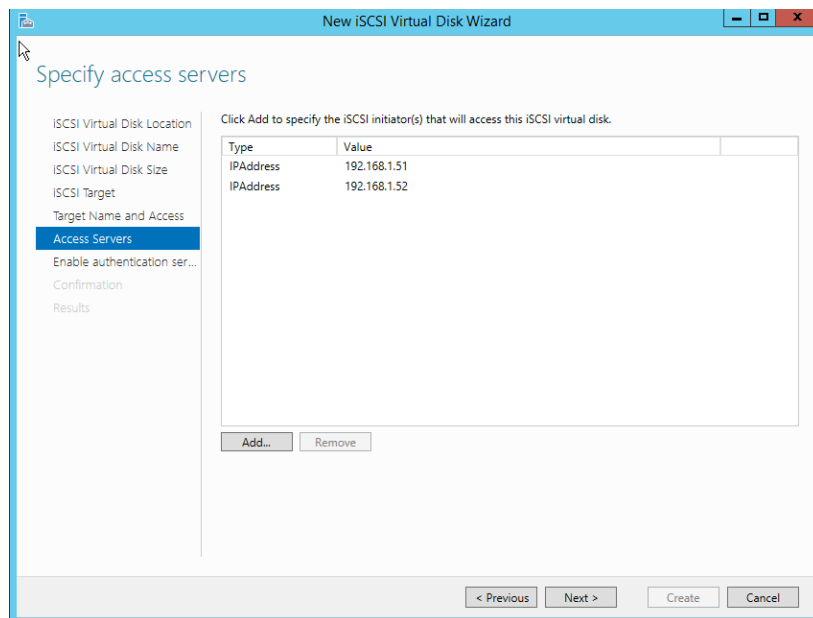 New iSCSI Virtual Disk Wizard
Specify access servers
iSCSI Virtual Disk Location
iSCSI Virtual Disk Name
iSCSI Virtual Disk Size
iSCSI Target
Target Name and Access
Access Servers
Enable authentication ser...
Confirmation
Results
Click Add to specify the iSCSI initiator(s) that will access this iSCSI virtual disk.
Type Value
IPAddress 192.168.1.51
IPAddress 192.168.1.52
Add... Remove
< Previous Next > Create Cancel